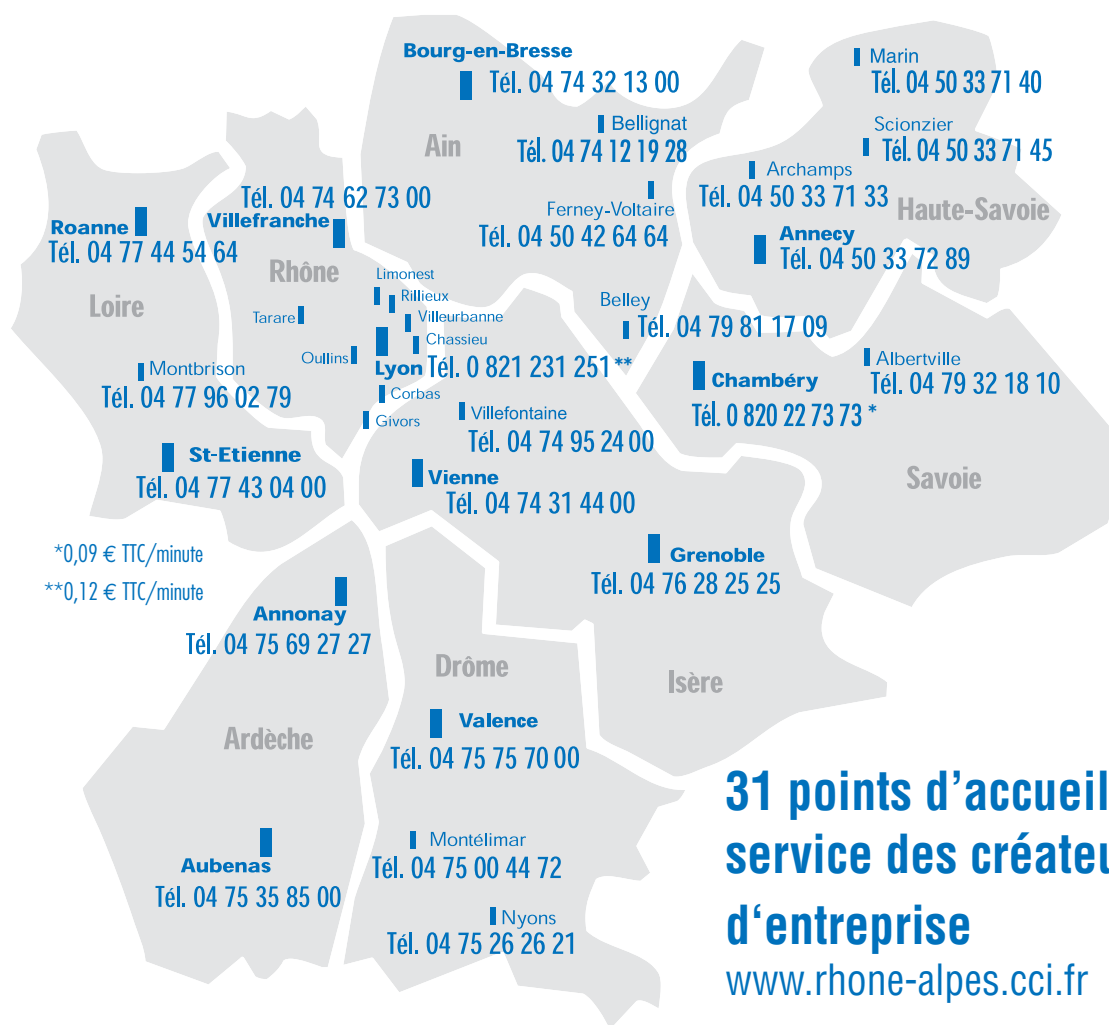 Bourg-en-Bresse
Tél. 04 74 32 13 00
Marin
Tél. 04 50 33 71 40
Bellignat
Tél. 04 74 12 19 28
Ain
Scionzier
Tél. 04 50 33 71 45
Archamps
Tél. 04 50 33 71 33
Haute-Savoie
Ferney-Voltaire
Tél. 04 50 42 64 64
Annecy
Tél. 04 50 33 72 89
Tél. 04 74 62 73 00
Villefranche
Roanne
Tél. 04 77 44 54 64
Rhône
Loire
Limonest
Rillieux
Tarare
Villeurbanne
Oullins
Chassieu
Lyon Tél. 0 821 231 251 **
Corbas
Givors
Belley
Tél. 04 79 81 17 09
Albertville
Tél. 04 79 32 18 10
Chambéry
Tél. 0 820 22 73 73 *
Montbrison
Tél. 04 77 96 02 79
Villefontaine
Tél. 04 74 95 24 00
St-Etienne
Tél. 04 77 43 04 00
Vienne
Tél. 04 74 31 44 00
Savoie
*0,09 € TTC/minute
**0,12 € TTC/minute
Grenoble
Tél. 04 76 28 25 25
Annonay
Tél. 04 75 69 27 27
Drôme
Isère
Valence
Tél. 04 75 75 70 00
Ardèche
Montélimar
Tél. 04 75 00 44 72
Aubenas
Tél. 04 75 35 85 00
Nyons
Tél. 04 75 26 26 21
31 points d’accueil
service des créateu
d‘entreprise
www.rhone-alpes.cci.fr